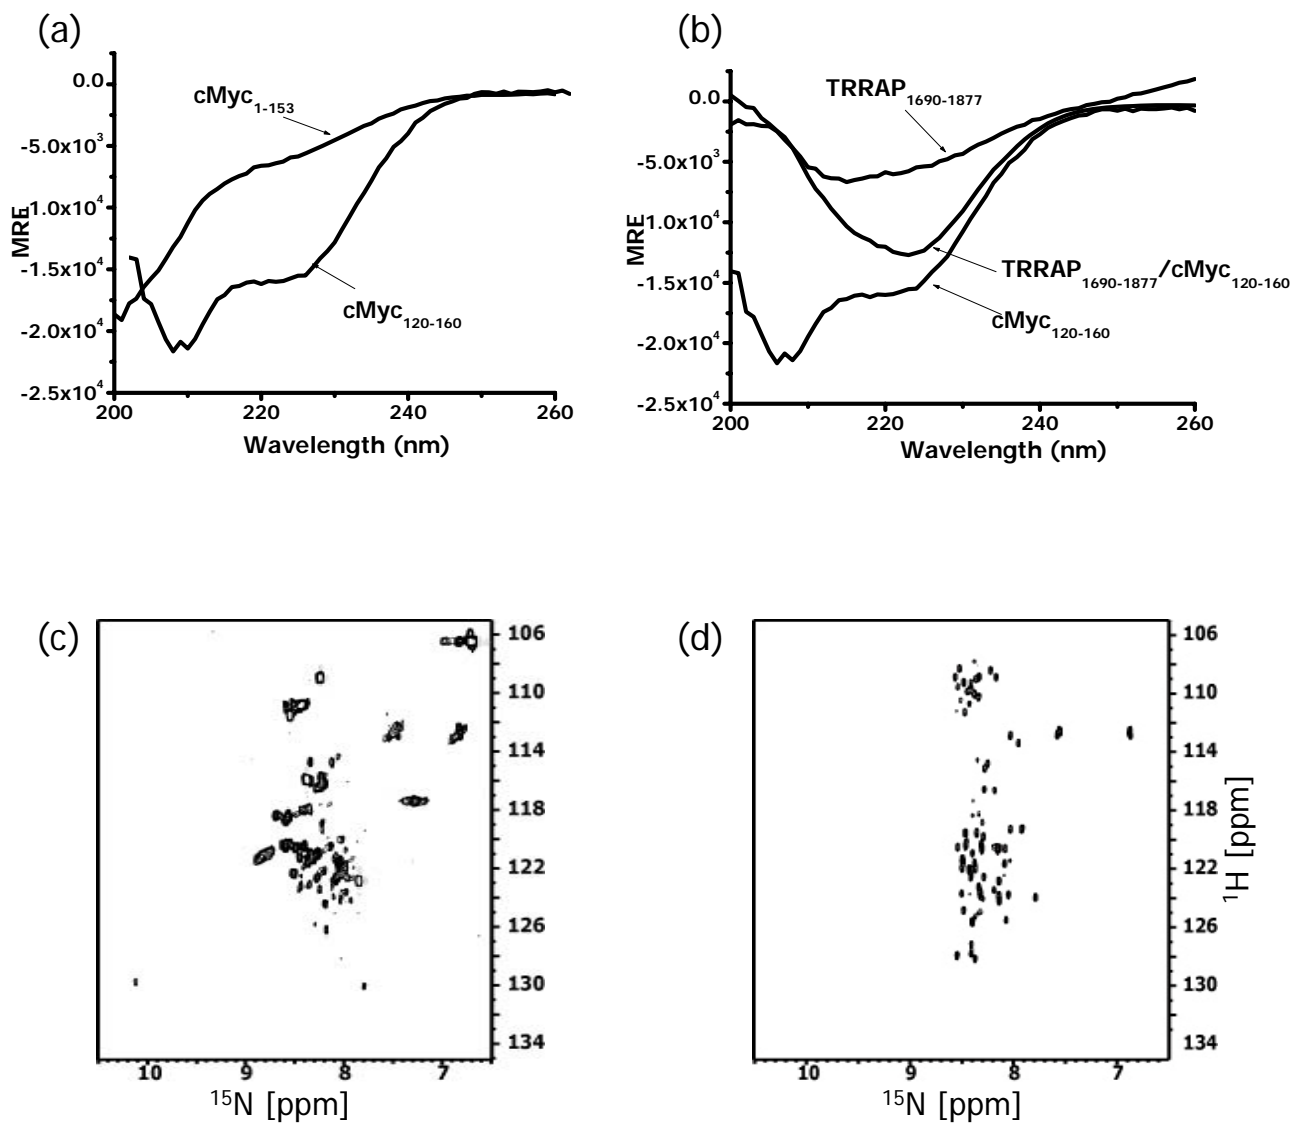 (a)
0.0
-5.0x10³
-1.0x10⁴
-1.5x10⁴
-2.0x10⁴
-2.5x10⁴
MRE
cMyc₁₋₁₅₃
cMyc₁₂₀₋₁₆₀
200 220 240 260
Wavelength (nm)
(b)
0.0
-5.0x10³
-1.0x10⁴
-1.5x10⁴
-2.0x10⁴
-2.5x10⁴
MRE
TRRAP₁₆₉₀₋₁₈₇₇
TRRAP₁₆₉₀₋₁₈₇₇/cMyc₁₂₀₋₁₆₀
cMyc₁₂₀₋₁₆₀
200 220 240 260
Wavelength (nm)
(c)
106
110
114
118
122
126
130
134
10 9 8 7
¹⁵N [ppm]
(d)
106
110
114
118
122
126
130
134
¹H [ppm]
10 9 8 7
¹⁵N [ppm]